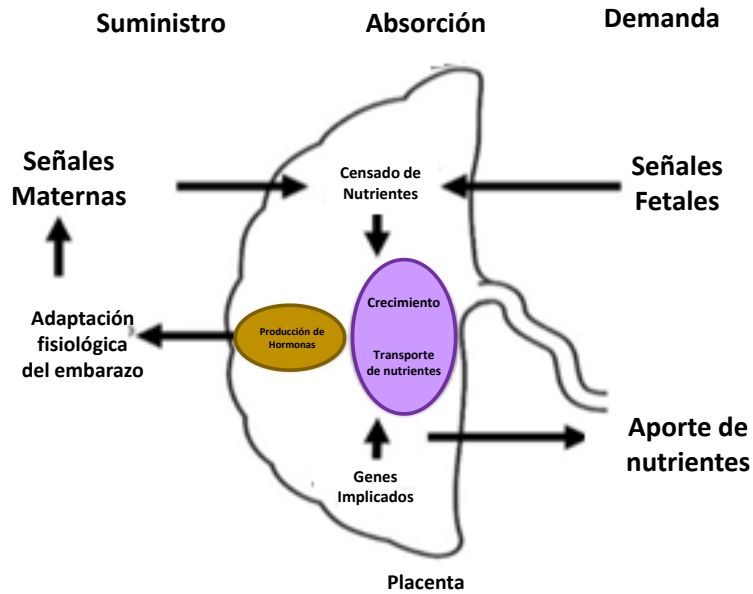 Suministro
Absorción
Demanda
Señales
Maternas
Censado de
Nutrientes
Señales
Fetales
Crecimiento
Adaptación
fisiológica
del embarazo
Producción de
Hormonas
Transporte
de nutrientes
Aporte de
nutrientes
Genes
Implicados
Placenta